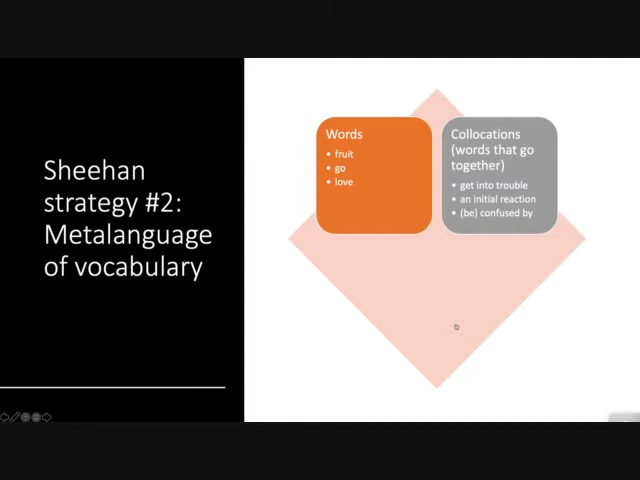 Sheehan
strategy #2:
Metalanguage
of vocabulary
Words
• fruit
• go
• love
Collocations
(words that go
together)
• get into trouble
• an initial reaction
• (be) confused by